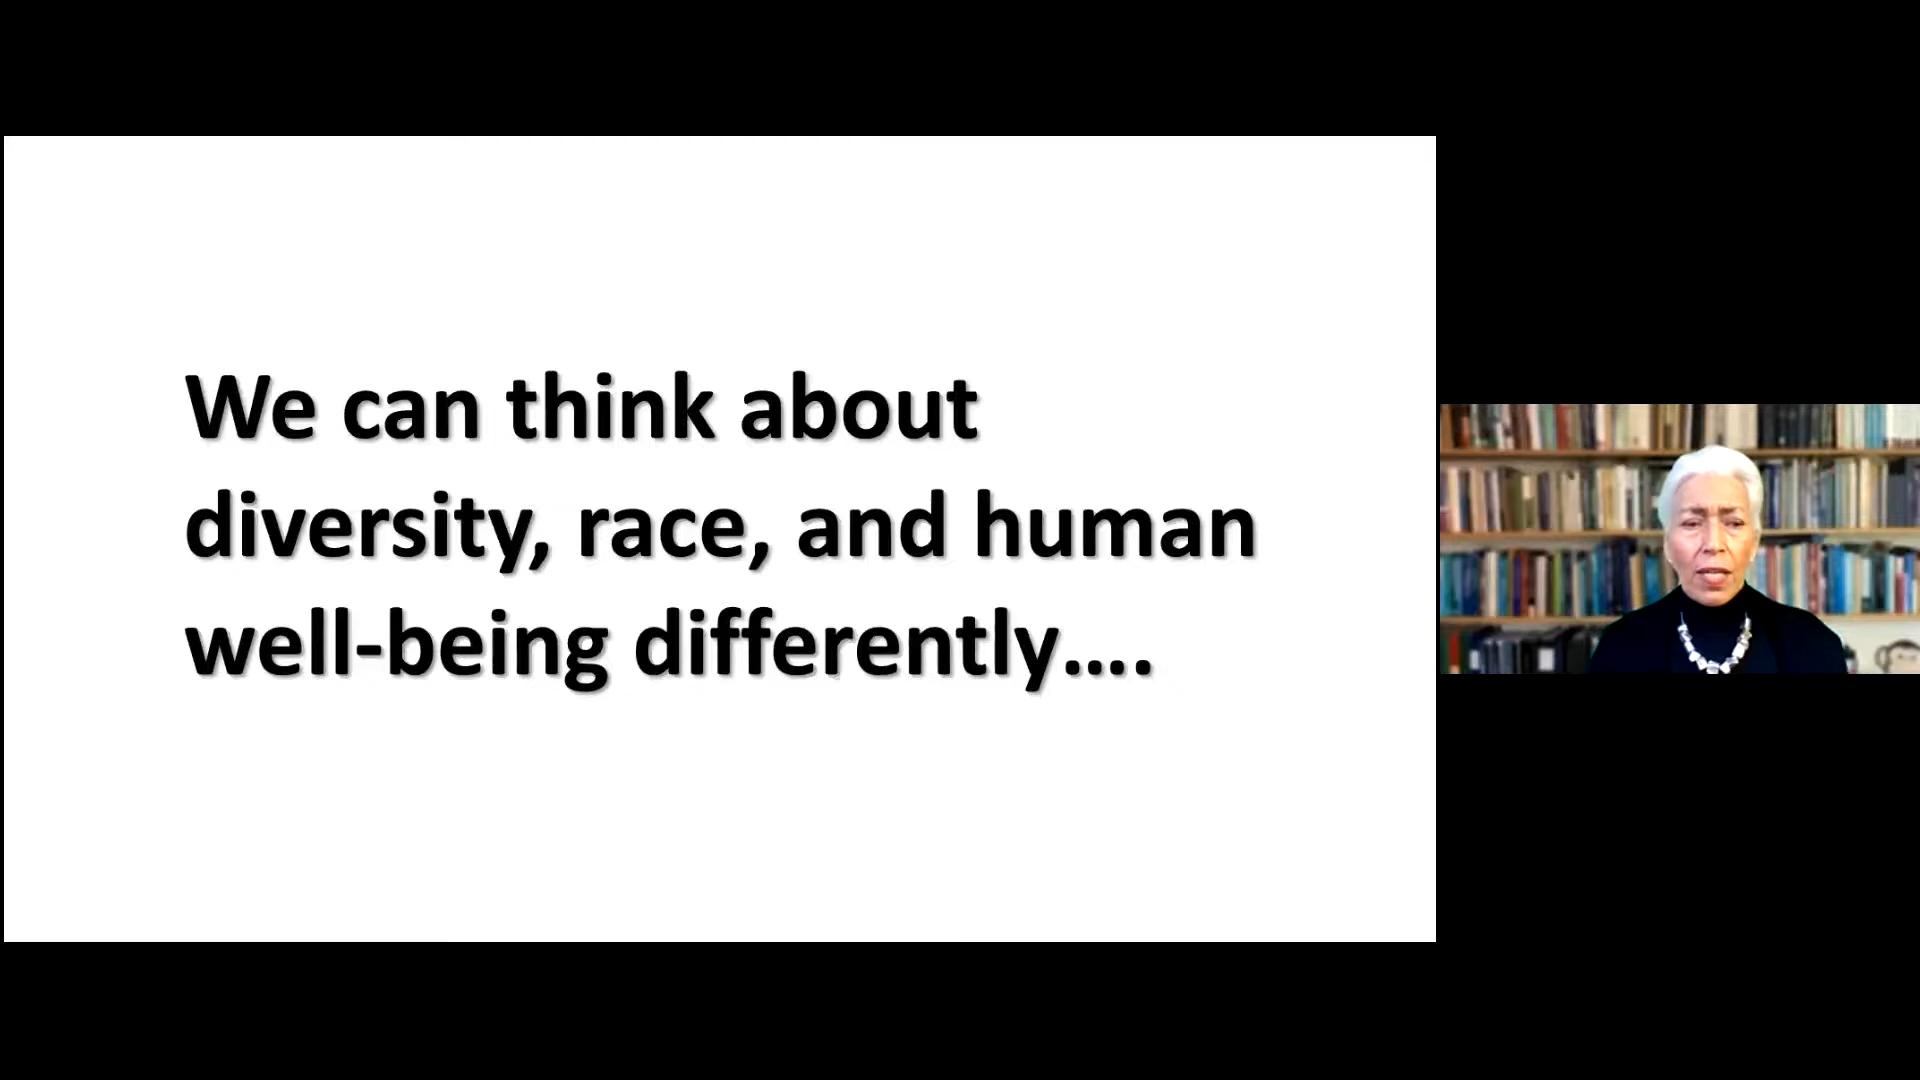 We can think about
diversity, race, and human
well-being differently....